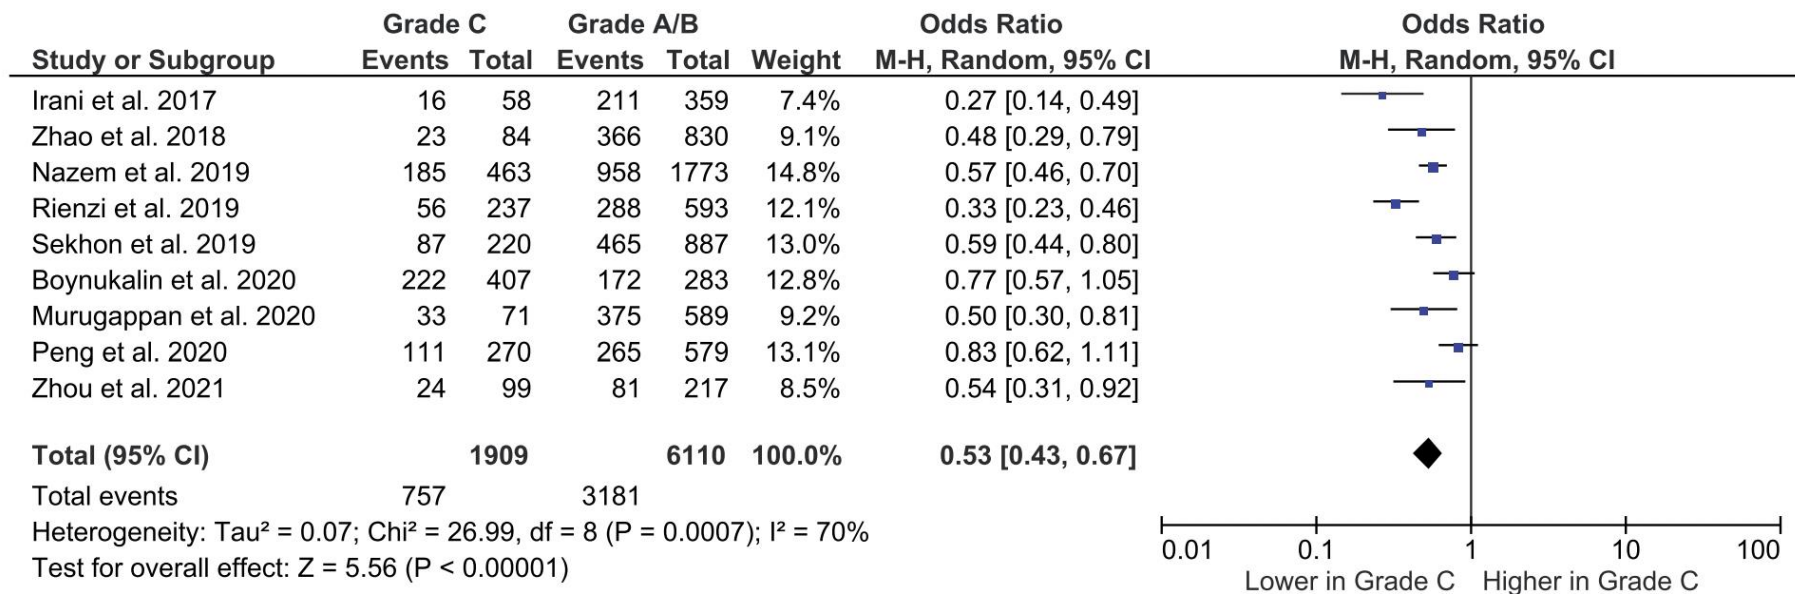 Grade C Grade A/B Odds Ratio Odds Ratio
Study or Subgroup Events Total Events Total Weight M-H, Random, 95% CI M-H, Random, 95% CI
Irani et al. 2017 16 58 211 359 7.4% 0.27 [0.14, 0.49]
Zhao et al. 2018 23 84 366 830 9.1% 0.48 [0.29, 0.79]
Nazem et al. 2019 185 463 958 1773 14.8% 0.57 [0.46, 0.70]
Rienzi et al. 2019 56 237 288 593 12.1% 0.33 [0.23, 0.46]
Sekhon et al. 2019 87 220 465 887 13.0% 0.59 [0.44, 0.80]
Boynukalin et al. 2020 222 407 172 283 12.8% 0.77 [0.57, 1.05]
Murugappan et al. 2020 33 71 375 589 9.2% 0.50 [0.30, 0.81]
Peng et al. 2020 111 270 265 579 13.1% 0.83 [0.62, 1.11]
Zhou et al. 2021 24 99 81 217 8.5% 0.54 [0.31, 0.92]
Total (95% CI) 1909 6110 100.0% 0.53 [0.43, 0.67]
Total events 757 3181
Heterogeneity: Tau² = 0.07; Chi² = 26.99, df = 8 (P = 0.0007); I² = 70%
Test for overall effect: Z = 5.56 (P < 0.00001)
0.01 0.1 1 10 100
Lower in Grade C Higher in Grade C